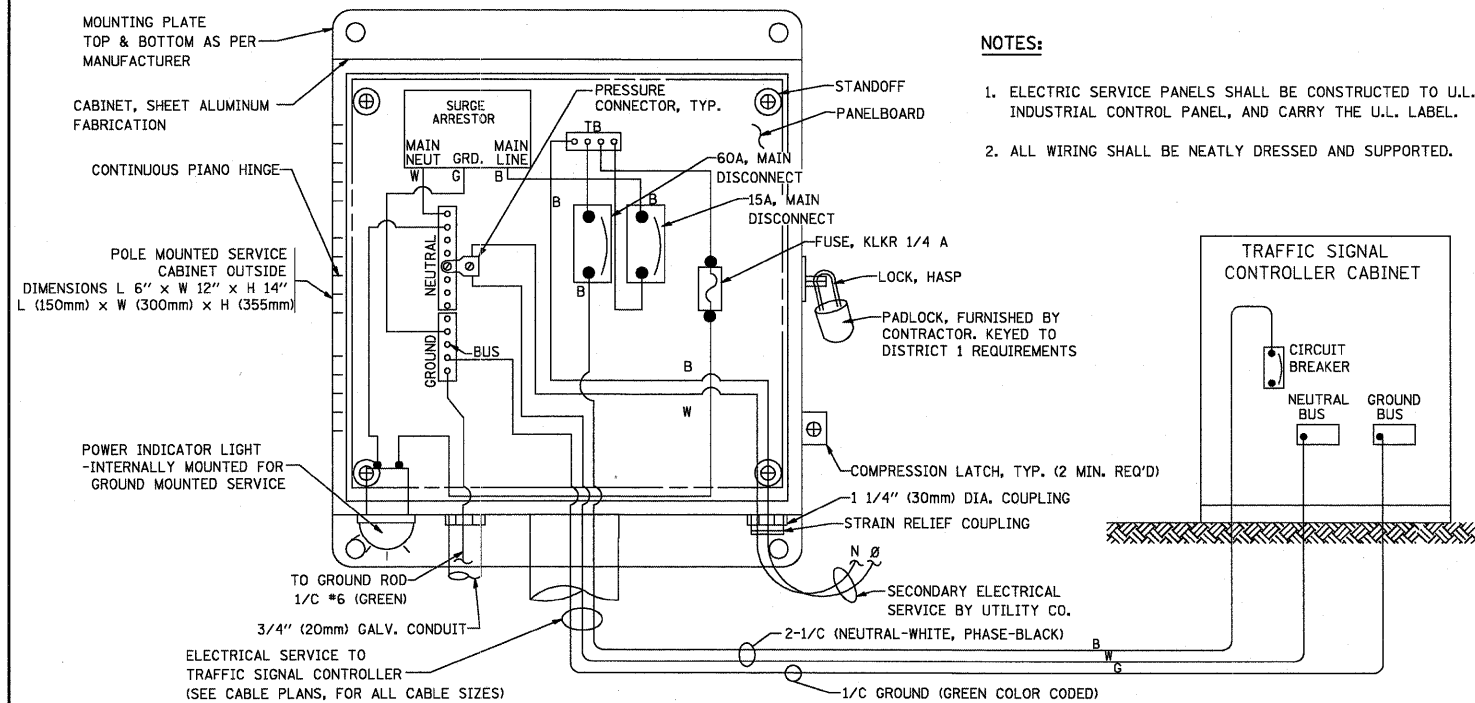 MOUNTING PLATE
TOP & BOTTOM AS PER
MANUFACTURER
CABINET, SHEET ALUMINUM
FABRICATION
CONTINUOUS PIANO HINGE
POLE MOUNTED SERVICE
CABINET OUTSIDE
DIMENSIONS L 6" x W 12" x H 14"
L (150mm) x W (300mm) x H (355mm)
POWER INDICATOR LIGHT
-INTERNALLY MOUNTED FOR
GROUND MOUNTED SERVICE
SURGE
ARRESTOR
MAIN
NEUT
GRD.
MAIN
LINE
W
G
B
PRESSURE
CONNECTOR, TYP.
TB
60A, MAIN
DISCONNECT
15A, MAIN
DISCONNECT
B
B
B
NEUTRAL
GROUND
BUS
B
W
STANDOFF
PANELBOARD
FUSE, KLKR 1/4 A
LOCK, HASP
PADLOCK, FURNISHED BY
CONTRACTOR. KEYED TO
DISTRICT 1 REQUIREMENTS
COMPRESSION LATCH, TYP. (2 MIN. REQ'D)
1 1/4" (30mm) DIA. COUPLING
STRAIN RELIEF COUPLING
N Ø
SECONDARY ELECTRICAL
SERVICE BY UTILITY CO.
TO GROUND ROD
1/C #6 (GREEN)
3/4" (20mm) GALV. CONDUIT
ELECTRICAL SERVICE TO
TRAFFIC SIGNAL CONTROLLER
(SEE CABLE PLANS, FOR ALL CABLE SIZES)
2-1/C (NEUTRAL-WHITE, PHASE-BLACK)
1/C GROUND (GREEN COLOR CODED)
B
W
G
NOTES:
1. ELECTRIC SERVICE PANELS SHALL BE CONSTRUCTED TO U.L.
INDUSTRIAL CONTROL PANEL, AND CARRY THE U.L. LABEL.
2. ALL WIRING SHALL BE NEATLY DRESSED AND SUPPORTED.
TRAFFIC SIGNAL
CONTROLLER CABINET
CIRCUIT
BREAKER
NEUTRAL
BUS
GROUND
BUS